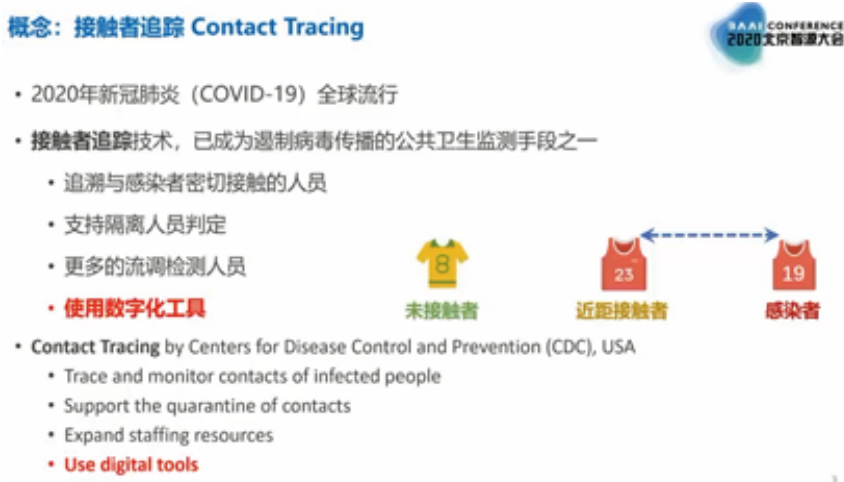 概念：接触者追踪 Contact Tracing
BAAI CONFERENCE
2020北京智源大会
• 2020年新冠肺炎（COVID-19）全球流行
• 接触者追踪技术，已成为遏制病毒传播的公共卫生监测手段之一
• 追溯与感染者密切接触的人员
• 支持隔离人员判定
• 更多的流调检测人员
• 使用数字化工具
8
23
19
未接触者
近距接触者
感染者
• Contact Tracing by Centers for Disease Control and Prevention (CDC), USA
• Trace and monitor contacts of infected people
• Support the quarantine of contacts
• Expand staffing resources
• Use digital tools
3